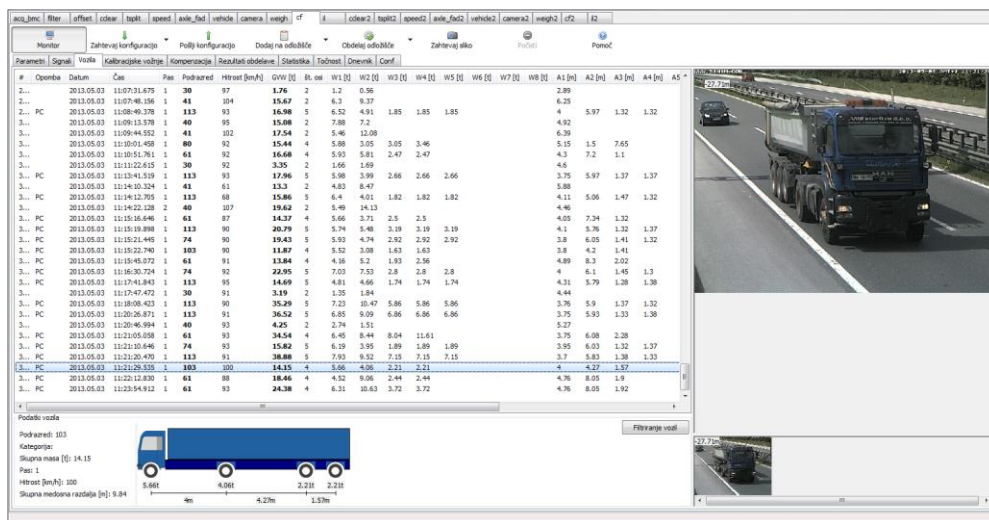 acq_bmc filter offset cdear tsplit speed axle_fad vehide camera weigh cf il cdear2 tsplit2 speed2 axle_fad2 vehide2 camera2 weigh2 cf2 il2
Monitor Zahtevaj konfiguracijo Pošlji konfiguracijo Dodaj na odložišče Obdelaj odložišče Zahtevaj sliko Počisti Pomoč
Parametri Signali Vozila Kalibracijske vožnje Kompenzacija Rezultati obdelave Statistika Točnost Dnevnik Conf
# Opomba Datum Čas Pas Podrazred Hitrost [km/h] GVW [t] št. osi W1 [t] W2 [t] W3 [t] W4 [t] W5 [t] W6 [t] W7 [t] W8 [t] A1 [m] A2 [m] A3 [m] A4 [m] A5
2... 2013.05.03 11:07:31.675 1 30 97 1.76 2 1.2 0.56 2.89
2... 2013.05.03 11:07:48.156 1 41 104 15.67 2 6.3 9.37 6.25
2... PC 2013.05.03 11:08:49.378 1 113 93 16.98 5 6.52 4.91 1.85 1.85 1.85 4 5.97 1.32 1.32
3... 2013.05.03 11:09:13.578 1 40 95 15.08 2 7.88 7.2 4.92
3... 2013.05.03 11:09:44.552 1 41 102 17.54 2 5.46 12.08 6.39
3... 2013.05.03 11:10:01.458 1 80 92 15.44 4 5.88 3.05 3.05 3.46 5.15 1.5 7.65
3... 2013.05.03 11:10:51.761 1 61 92 16.68 4 5.93 5.81 2.47 2.47 4.3 7.2 1.1
3... 2013.05.03 11:11:22.615 1 30 92 3.35 2 1.66 1.69 4.6
3... PC 2013.05.03 11:13:41.519 1 113 93 17.96 5 5.98 3.99 2.66 2.66 2.66 3.75 5.97 1.37 1.37
3... 2013.05.03 11:14:10.324 1 41 61 13.3 2 4.83 8.47 5.88
3... PC 2013.05.03 11:14:12.705 1 113 68 15.86 5 6.4 4.01 1.82 1.82 1.82 4.11 5.06 1.47 1.32
3... 2013.05.03 11:14:22.128 2 40 107 19.62 2 5.49 14.13 4.46
3... PC 2013.05.03 11:15:16.646 1 61 87 14.37 4 5.66 3.71 2.5 2.5 4.05 7.34 1.32
3... PC 2013.05.03 11:15:19.898 1 113 90 20.79 5 5.74 5.48 3.19 3.19 3.19 4.1 5.76 1.32 1.37
3... PC 2013.05.03 11:15:21.445 1 74 90 19.43 5 5.93 4.74 2.92 2.92 2.92 3.8 6.05 1.41 1.32
3... PC 2013.05.03 11:15:22.740 1 103 90 11.87 4 5.52 3.08 1.63 1.63 3.8 4.2 1.41
3... PC 2013.05.03 11:15:45.072 1 61 91 13.84 4 4.16 5.2 1.93 2.56 4.89 8.3 2.02
3... PC 2013.05.03 11:16:30.724 1 74 92 22.95 5 7.03 7.53 2.8 2.8 2.8 4 6.1 1.45 1.3
3... PC 2013.05.03 11:17:41.843 1 113 95 14.69 5 4.81 4.66 1.74 1.74 1.74 4.31 5.79 1.28 1.38
3... 2013.05.03 11:17:47.472 1 30 91 3.19 2 1.35 1.84 4.44
3... PC 2013.05.03 11:18:08.423 1 113 90 35.29 5 7.23 10.47 5.86 5.86 5.86 3.76 5.9 1.37 1.32
3... PC 2013.05.03 11:20:26.871 1 113 91 36.52 5 6.85 9.09 6.86 6.86 6.86 3.75 5.93 1.33 1.38
3... 2013.05.03 11:20:46.994 1 40 93 4.25 2 2.74 1.51 5.27
3... PC 2013.05.03 11:21:05.058 1 61 93 34.54 4 6.45 8.44 8.04 11.61 3.75 6.08 2.28
3... PC 2013.05.03 11:21:10.646 1 74 93 15.82 5 6.19 3.95 1.89 1.89 1.89 3.95 6.03 1.32 1.37
3... PC 2013.05.03 11:21:20.470 1 113 91 38.88 5 7.93 9.52 7.15 7.15 7.15 3.7 5.83 1.38 1.33
3... PC 2013.05.03 11:21:29.535 1 103 100 14.15 4 5.66 4.06 2.21 2.21 4 4.27 1.57
3... PC 2013.05.03 11:22:12.830 1 61 88 18.46 4 4.52 9.06 2.44 2.44 4.76 8.05 1.9
3... PC 2013.05.03 11:23:54.912 1 61 93 24.38 4 6.31 10.63 3.72 3.72 4.76 8.05 1.92
-27.71m
MAN
Podatki vozila
Filtriranje vozil
Podrazred: 103
Kategorija:
Skupna masa [t]: 14.15
Pas: 1
Hitrost [km/h]: 100
Skupna medosna razdalja [m]: 9.84
5.66t 4.06t 2.21t 2.21t
4m 4.27m 1.57m
-27.71m